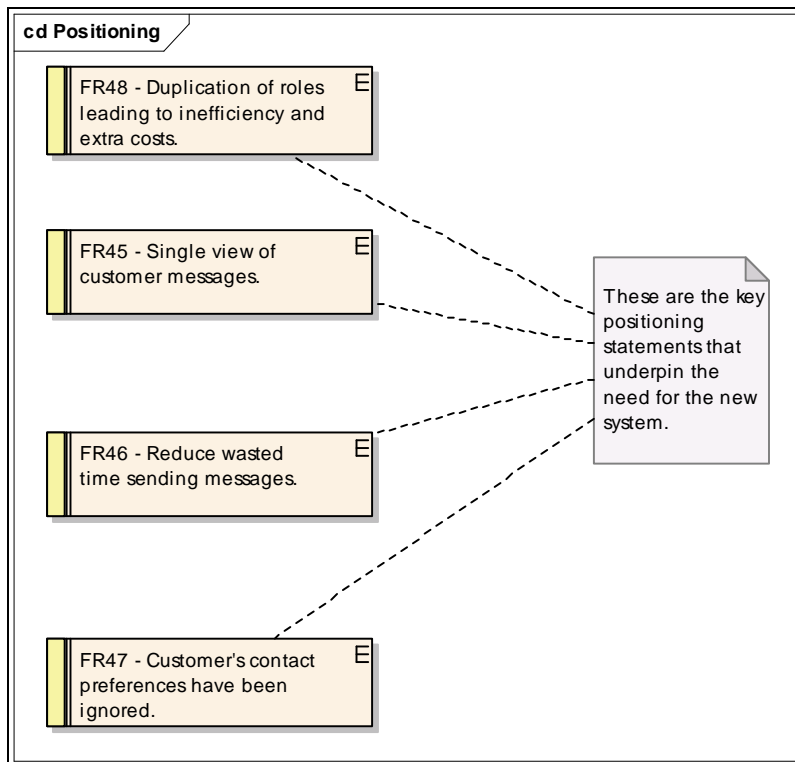 cd Positioning
FR48 - Duplication of roles
leading to inefficiency and
extra costs.
E
FR45 - Single view of
customer messages.
E
FR46 - Reduce wasted
time sending messages.
E
FR47 - Customer's contact
preferences have been
ignored.
E
These are the key
positioning
statements that
underpin the
need for the new
system.